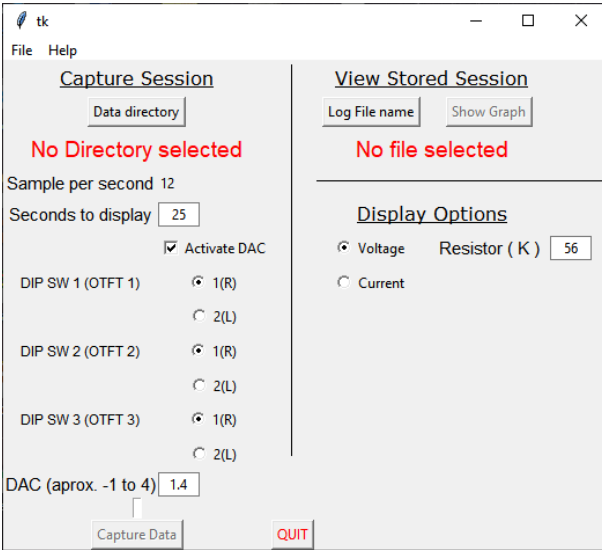 tk
File Help
Capture Session
Data directory
No Directory selected
Sample per second 12
Seconds to display 25
Activate DAC
DIP SW 1 (OTFT 1) 1(R)
2(L)
DIP SW 2 (OTFT 2) 1(R)
2(L)
DIP SW 3 (OTFT 3) 1(R)
2(L)
DAC (aprox. -1 to 4) 1.4
Capture Data
QUIT
View Stored Session
Log File name Show Graph
No file selected
Display Options
Voltage Resistor ( K ) 56
Current